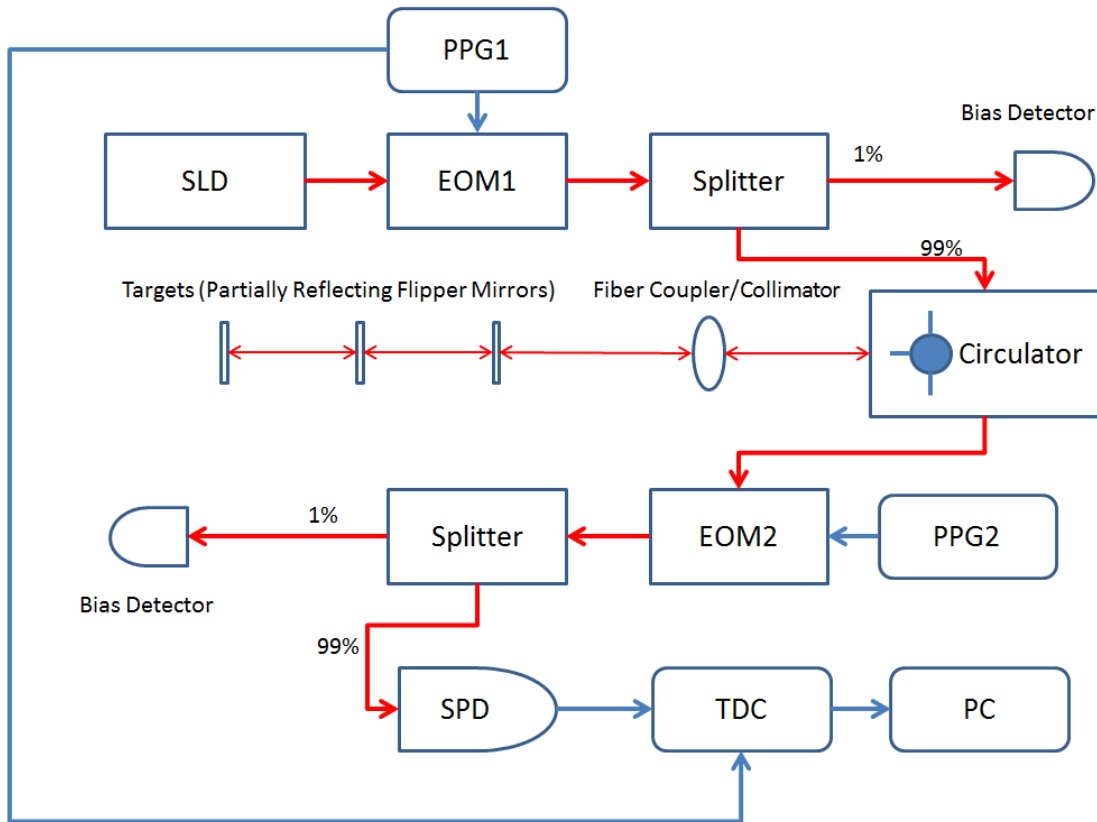 PPG1
Bias Detector
SLD
EOM1
Splitter
1%
99%
Targets (Partially Reflecting Flipper Mirrors)
Fiber Coupler/Collimator
Circulator
1%
Splitter
EOM2
PPG2
Bias Detector
99%
SPD
TDC
PC